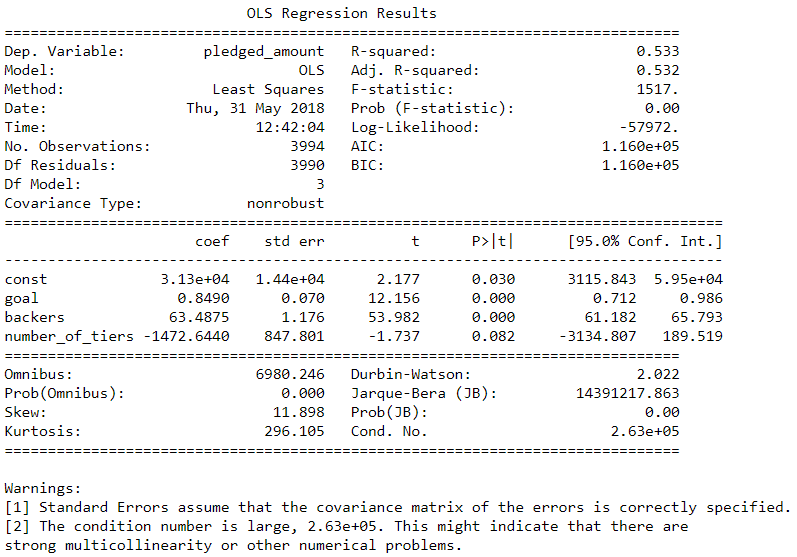 OLS Regression Results
==============================================================================
Dep. Variable: pledged_amount R-squared: 0.533
Model: OLS Adj. R-squared: 0.532
Method: Least Squares F-statistic: 1517.
Date: Thu, 31 May 2018 Prob (F-statistic): 0.00
Time: 12:42:04 Log-Likelihood: -57972.
No. Observations: 3994 AIC: 1.160e+05
Df Residuals: 3990 BIC: 1.160e+05
Df Model: 3
Covariance Type: nonrobust
===================================================================================
coef std err t P>|t| [95.0% Conf. Int.]
-----------------------------------------------------------------------------------
const 3.13e+04 1.44e+04 2.177 0.030 3115.843 5.95e+04
goal 0.8490 0.070 12.156 0.000 0.712 0.986
backers 63.4875 1.176 53.982 0.000 61.182 65.793
number_of_tiers -1472.6440 847.801 -1.737 0.082 -3134.807 189.519
==============================================================================
Omnibus: 6980.246 Durbin-Watson: 2.022
Prob(Omnibus): 0.000 Jarque-Bera (JB): 14391217.863
Skew: 11.898 Prob(JB): 0.00
Kurtosis: 296.105 Cond. No. 2.63e+05
==============================================================================
Warnings:
[1] Standard Errors assume that the covariance matrix of the errors is correctly specified.
[2] The condition number is large, 2.63e+05. This might indicate that there are
strong multicollinearity or other numerical problems.